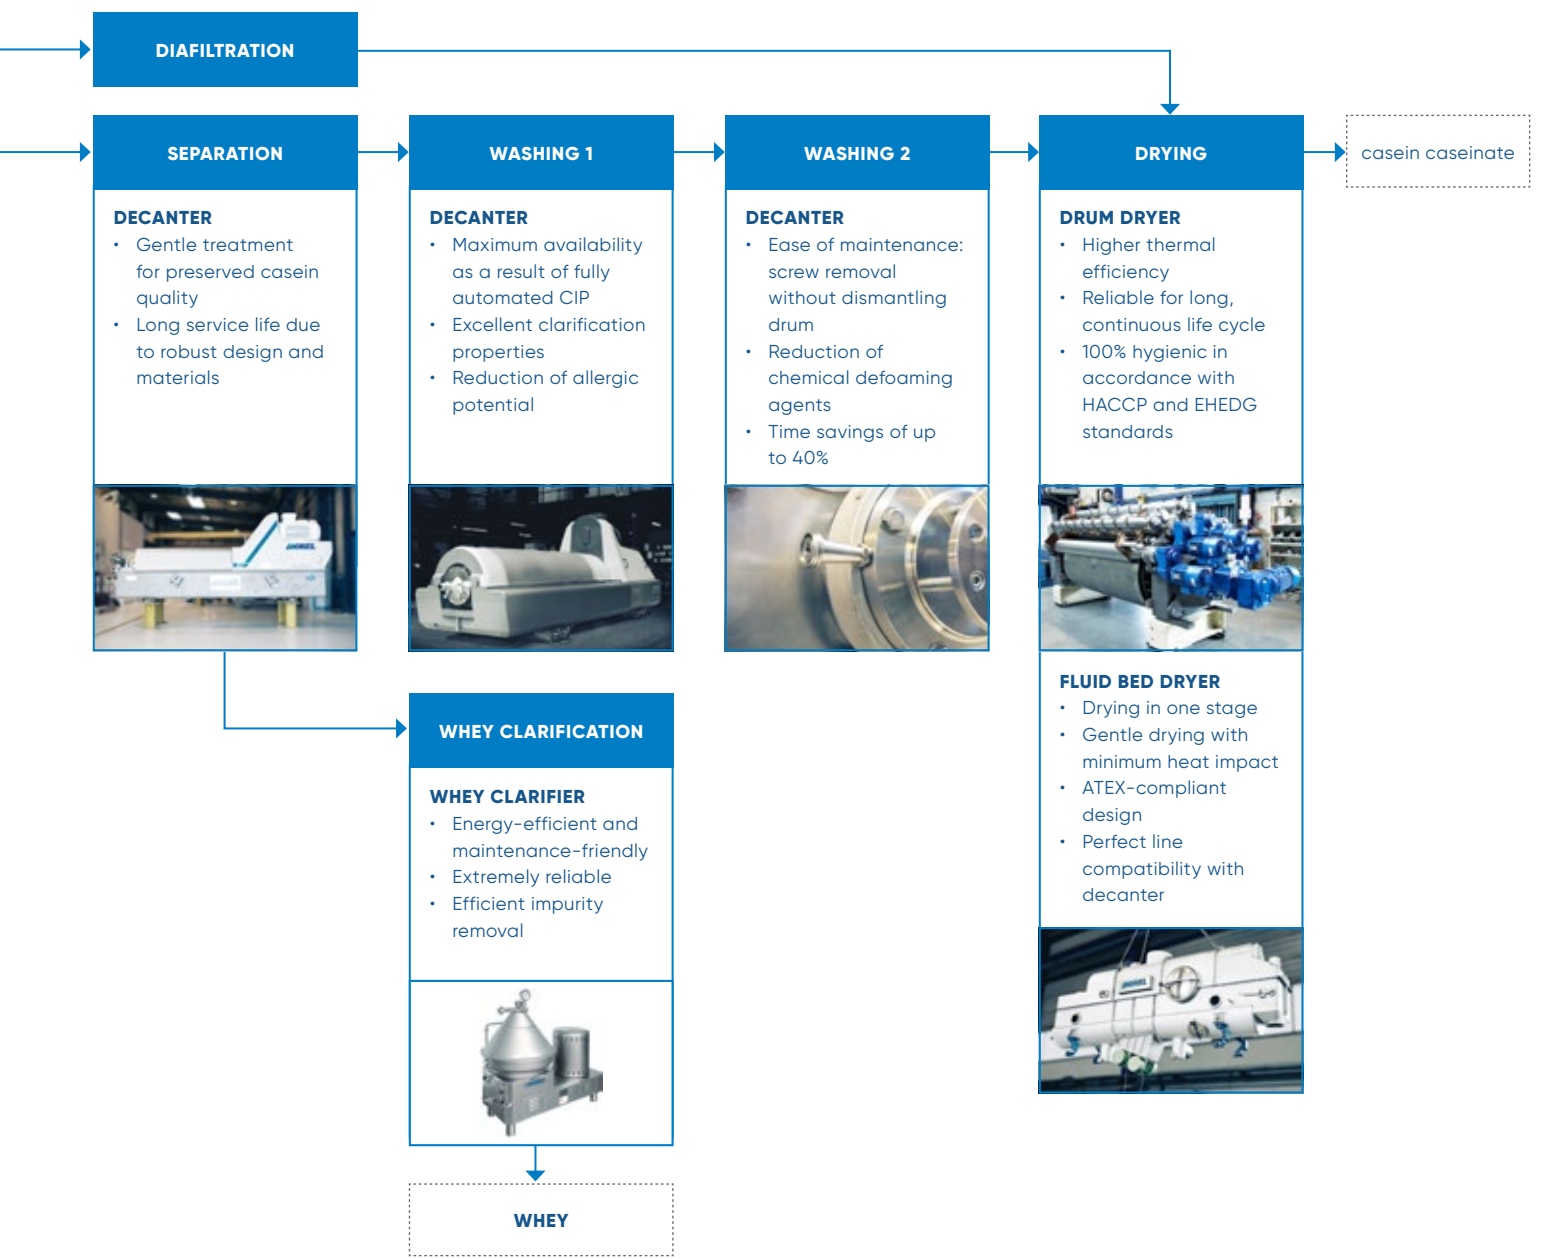 DIAFILTRATION
SEPARATION
DECANTER
• Gentle treatment
for preserved casein
quality
• Long service life due
to robust design and
materials
WASHING 1
DECANTER
• Maximum availability
as a result of fully
automated CIP
• Excellent clarification
properties
• Reduction of allergic
potential
WASHING 2
DECANTER
• Ease of maintenance:
screw removal
without dismantling
drum
• Reduction of
chemical defoaming
agents
• Time savings of up
to 40%
DRYING
DRUM DRYER
• Higher thermal
efficiency
• Reliable for long,
continuous life cycle
• 100% hygienic in
accordance with
HACCP and EHEDG
standards
casein caseinate
FLUID BED DRYER
• Drying in one stage
• Gentle drying with
minimum heat impact
• ATEX-compliant
design
• Perfect line
compatibility with
decanter
WHEY CLARIFICATION
WHEY CLARIFIER
• Energy-efficient and
maintenance-friendly
• Extremely reliable
• Efficient impurity
removal
WHEY